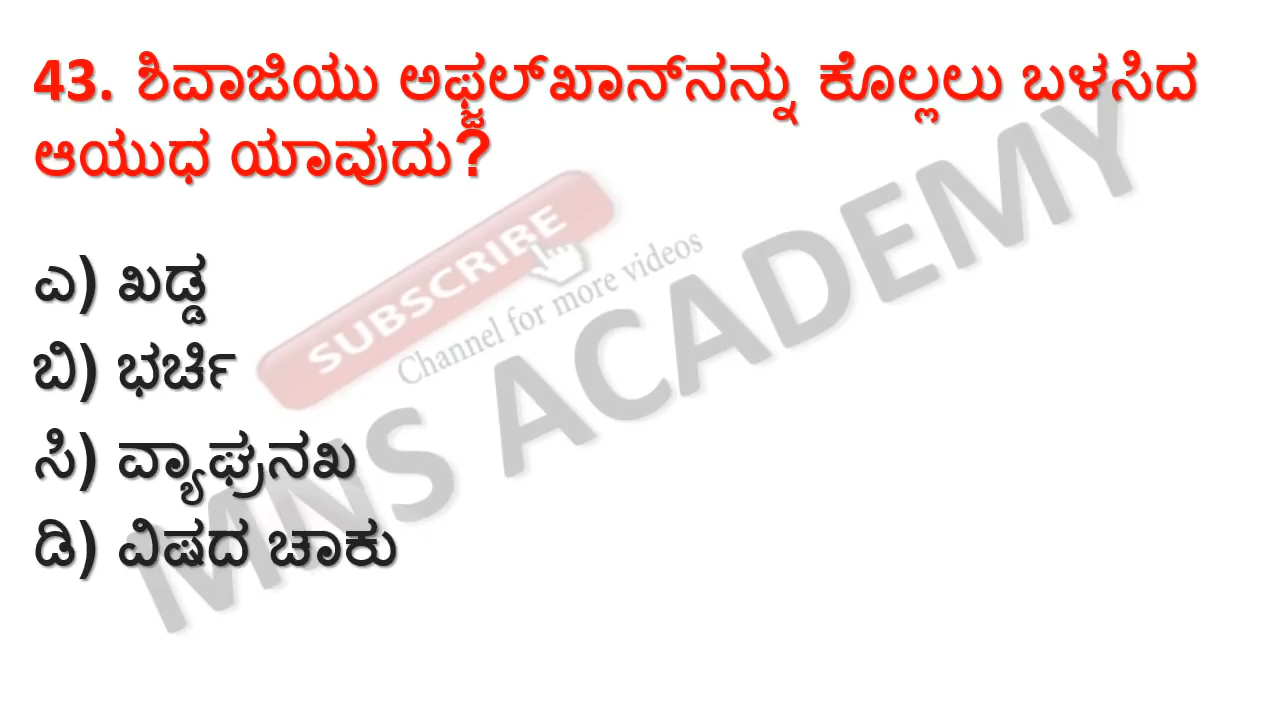 43. ಶಿವಾಜಿಯು ಅಫ್ಜಲ್‌ಖಾನ್‌ನನ್ನು ಕೊಲ್ಲಲು ಬಳಸಿದ
ಆಯುಧ ಯಾವುದು?
ಎ) ಖಡ್ಡ
ಬಿ) ಭರ್ಚಿ
ಸಿ) ವ್ಯಾಘ್ರನಖ
ಡಿ) ವಿಷದ ಚಾಕು
SUBSCRIBE
Channel for more videos
MNS ACADEMY